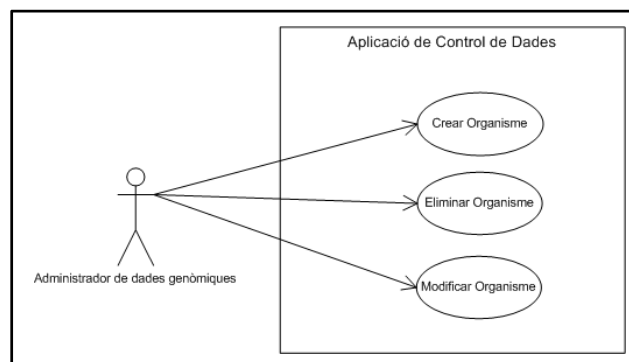 Aplicació de Control de Dades
Crear Organisme
Eliminar Organisme
Administrador de dades genòmiques
Modificar Organisme